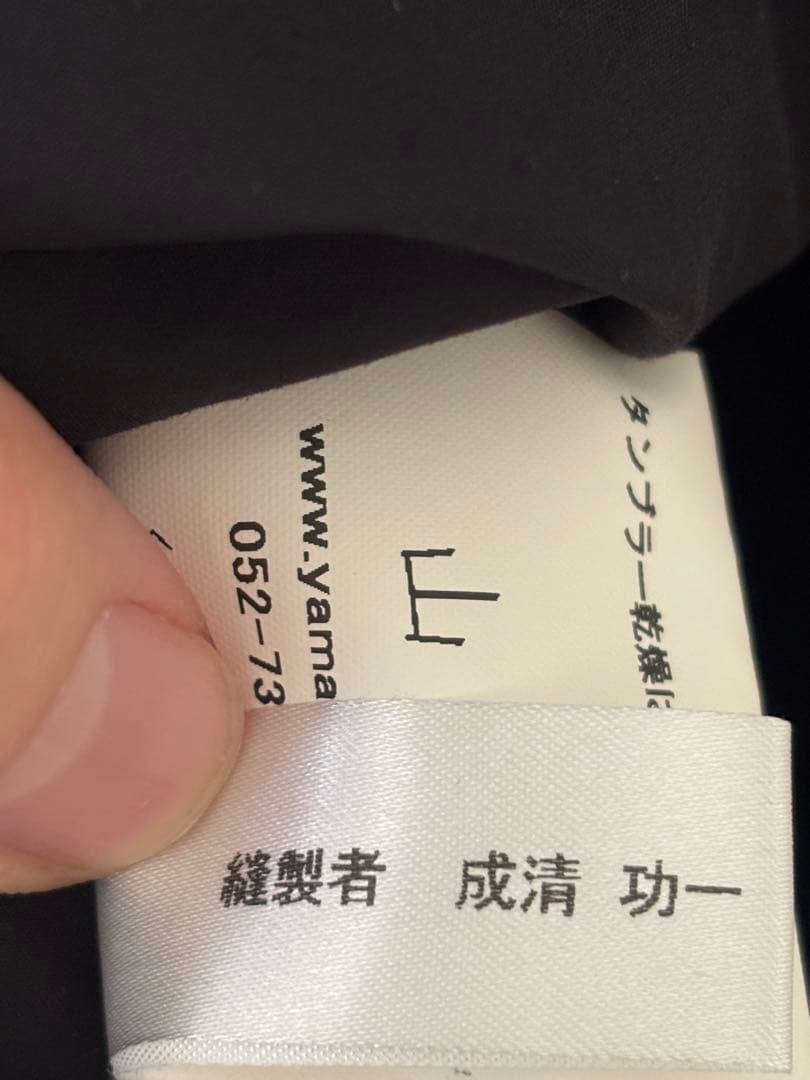 タンブラー乾燥は
山
www.yama
052-73
縫製者 成清 功一